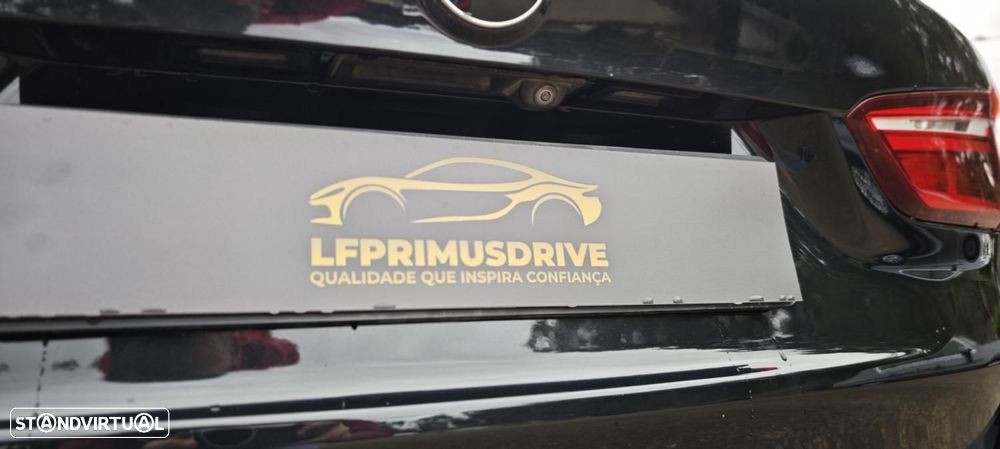 LFPRIMUSDRIVE
QUALIDADE QUE INSPIRA CONFIANÇA
STANDVIRTUAL